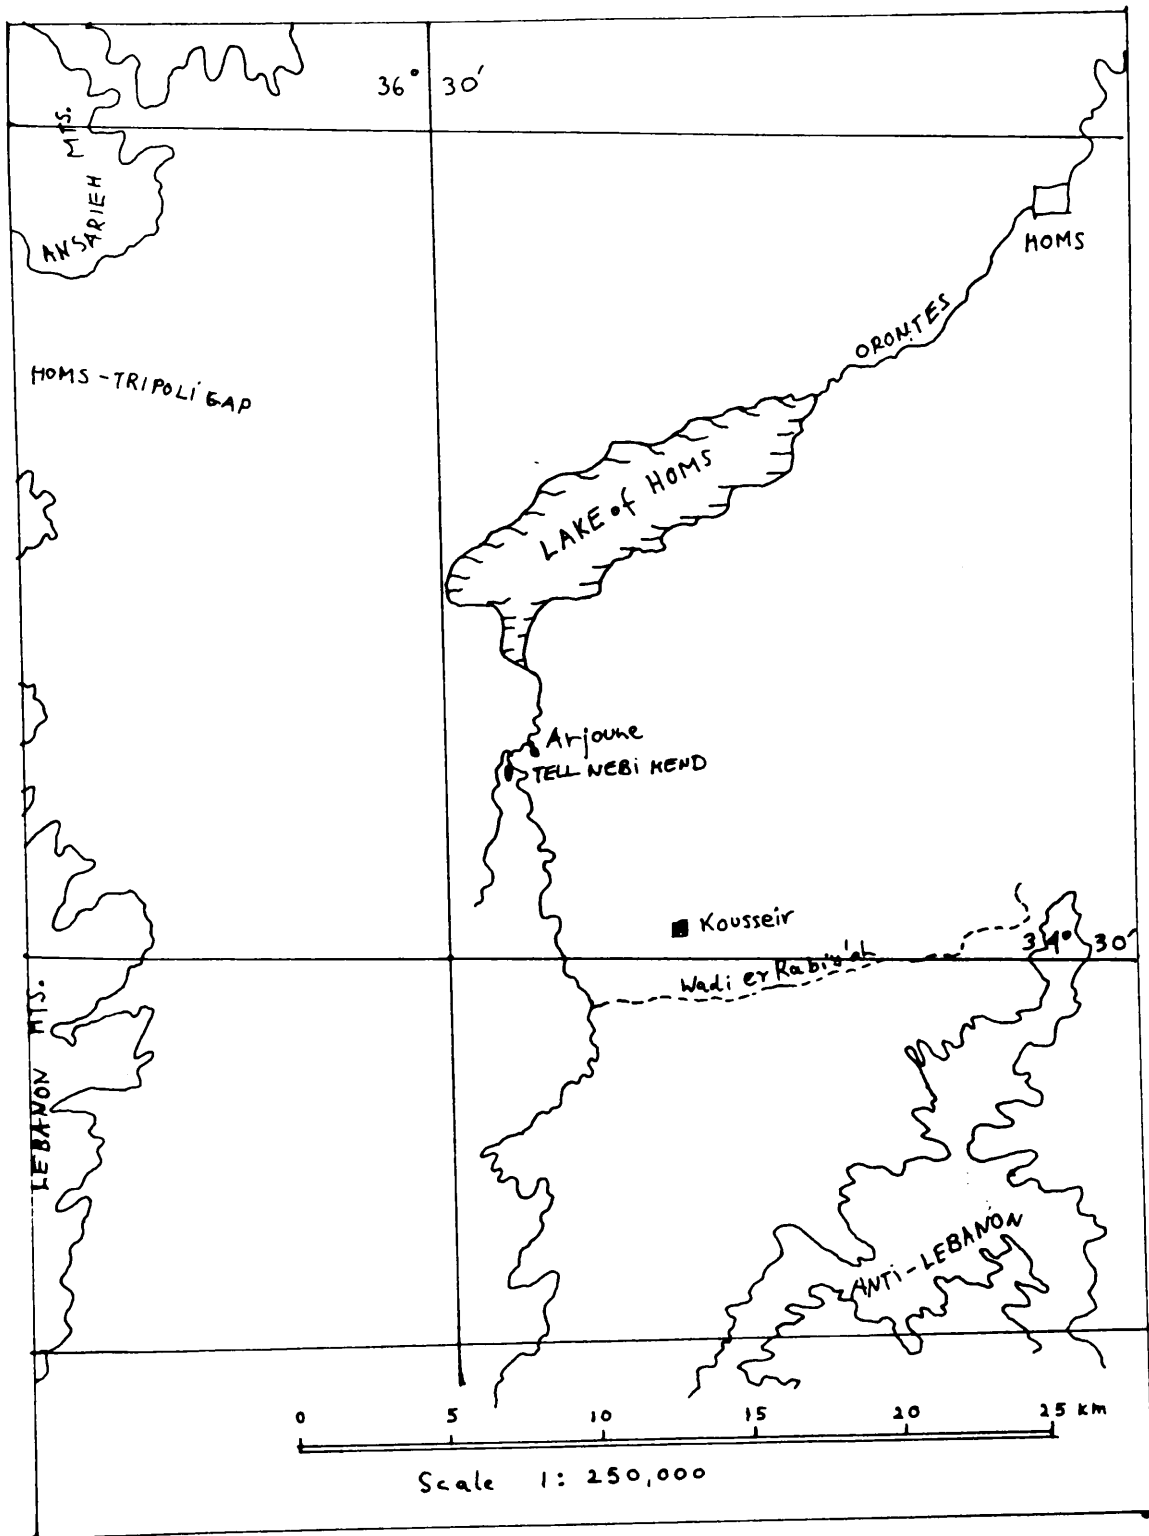 36° 30′
ANSARIEH MTS.
HOMS
ORONTES
HOMS-TRIPOLI GAP
LAKE of HOMS
Arjoune
TELL NEBI MEND
Kousseir
34° 30′
Wadi er Rabiy'ah
LEBANON MTS.
ANTI-LEBANON
0 5 10 15 20 25 km
Scale 1: 250,000